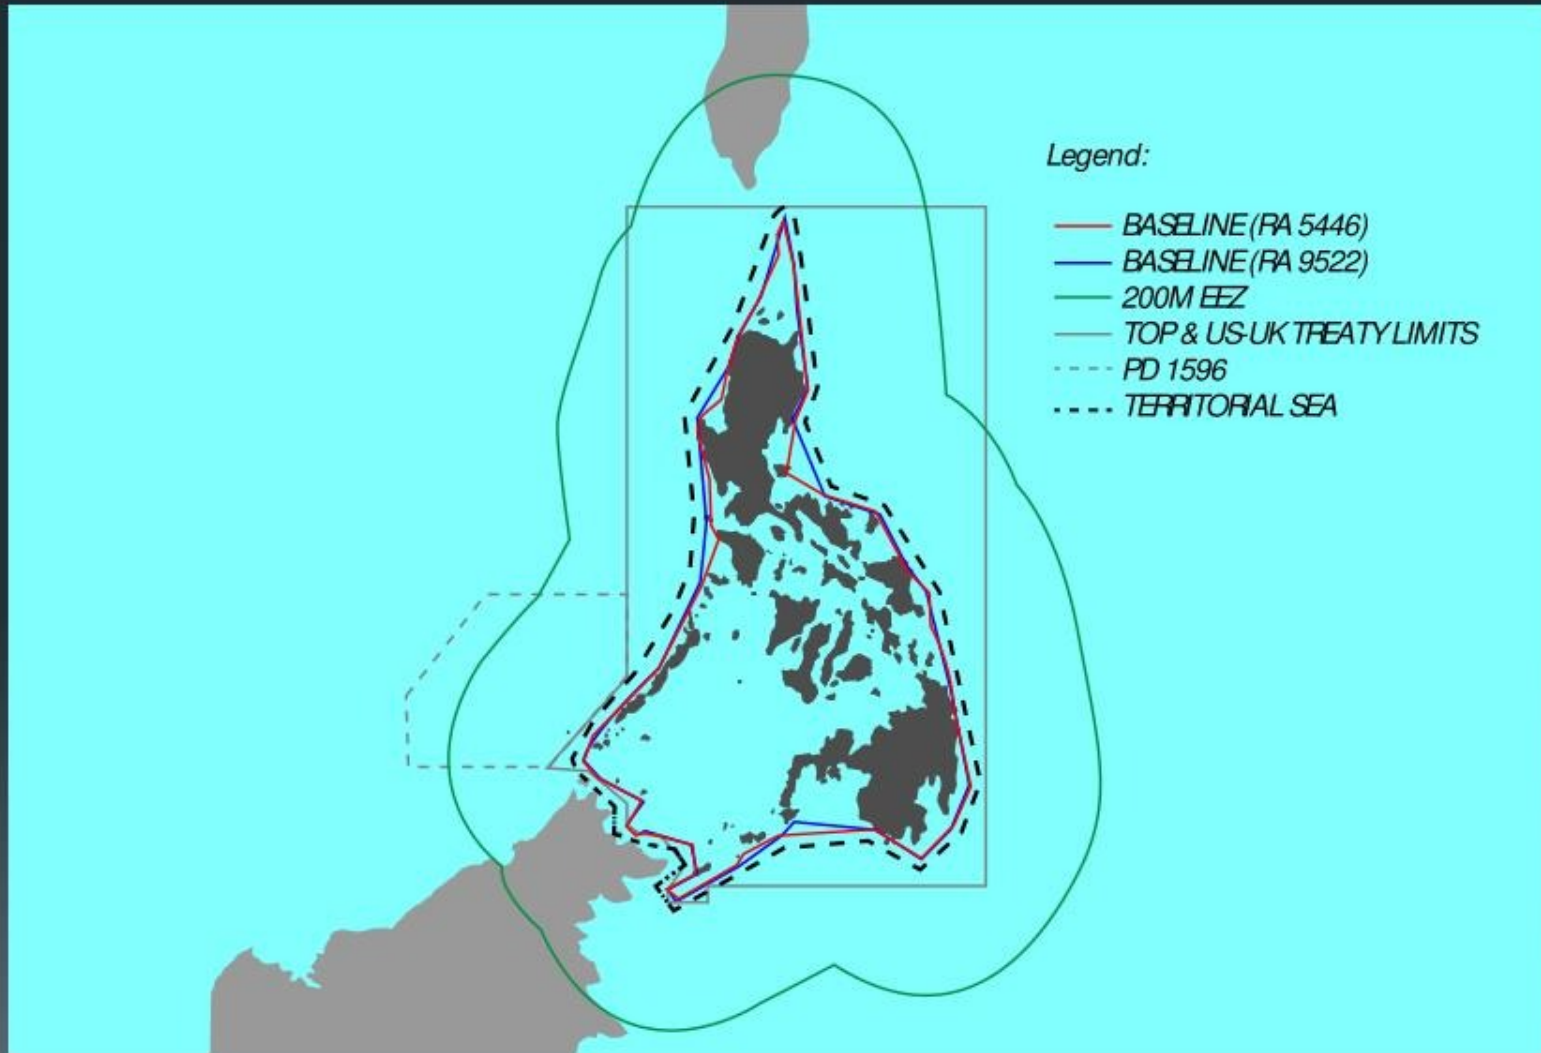 Legend:
BASELINE (RA 5446)
BASELINE (RA 9522)
200M EEZ
TOP & US-UK TREATY LIMITS
PD 1596
TERRITORIAL SEA